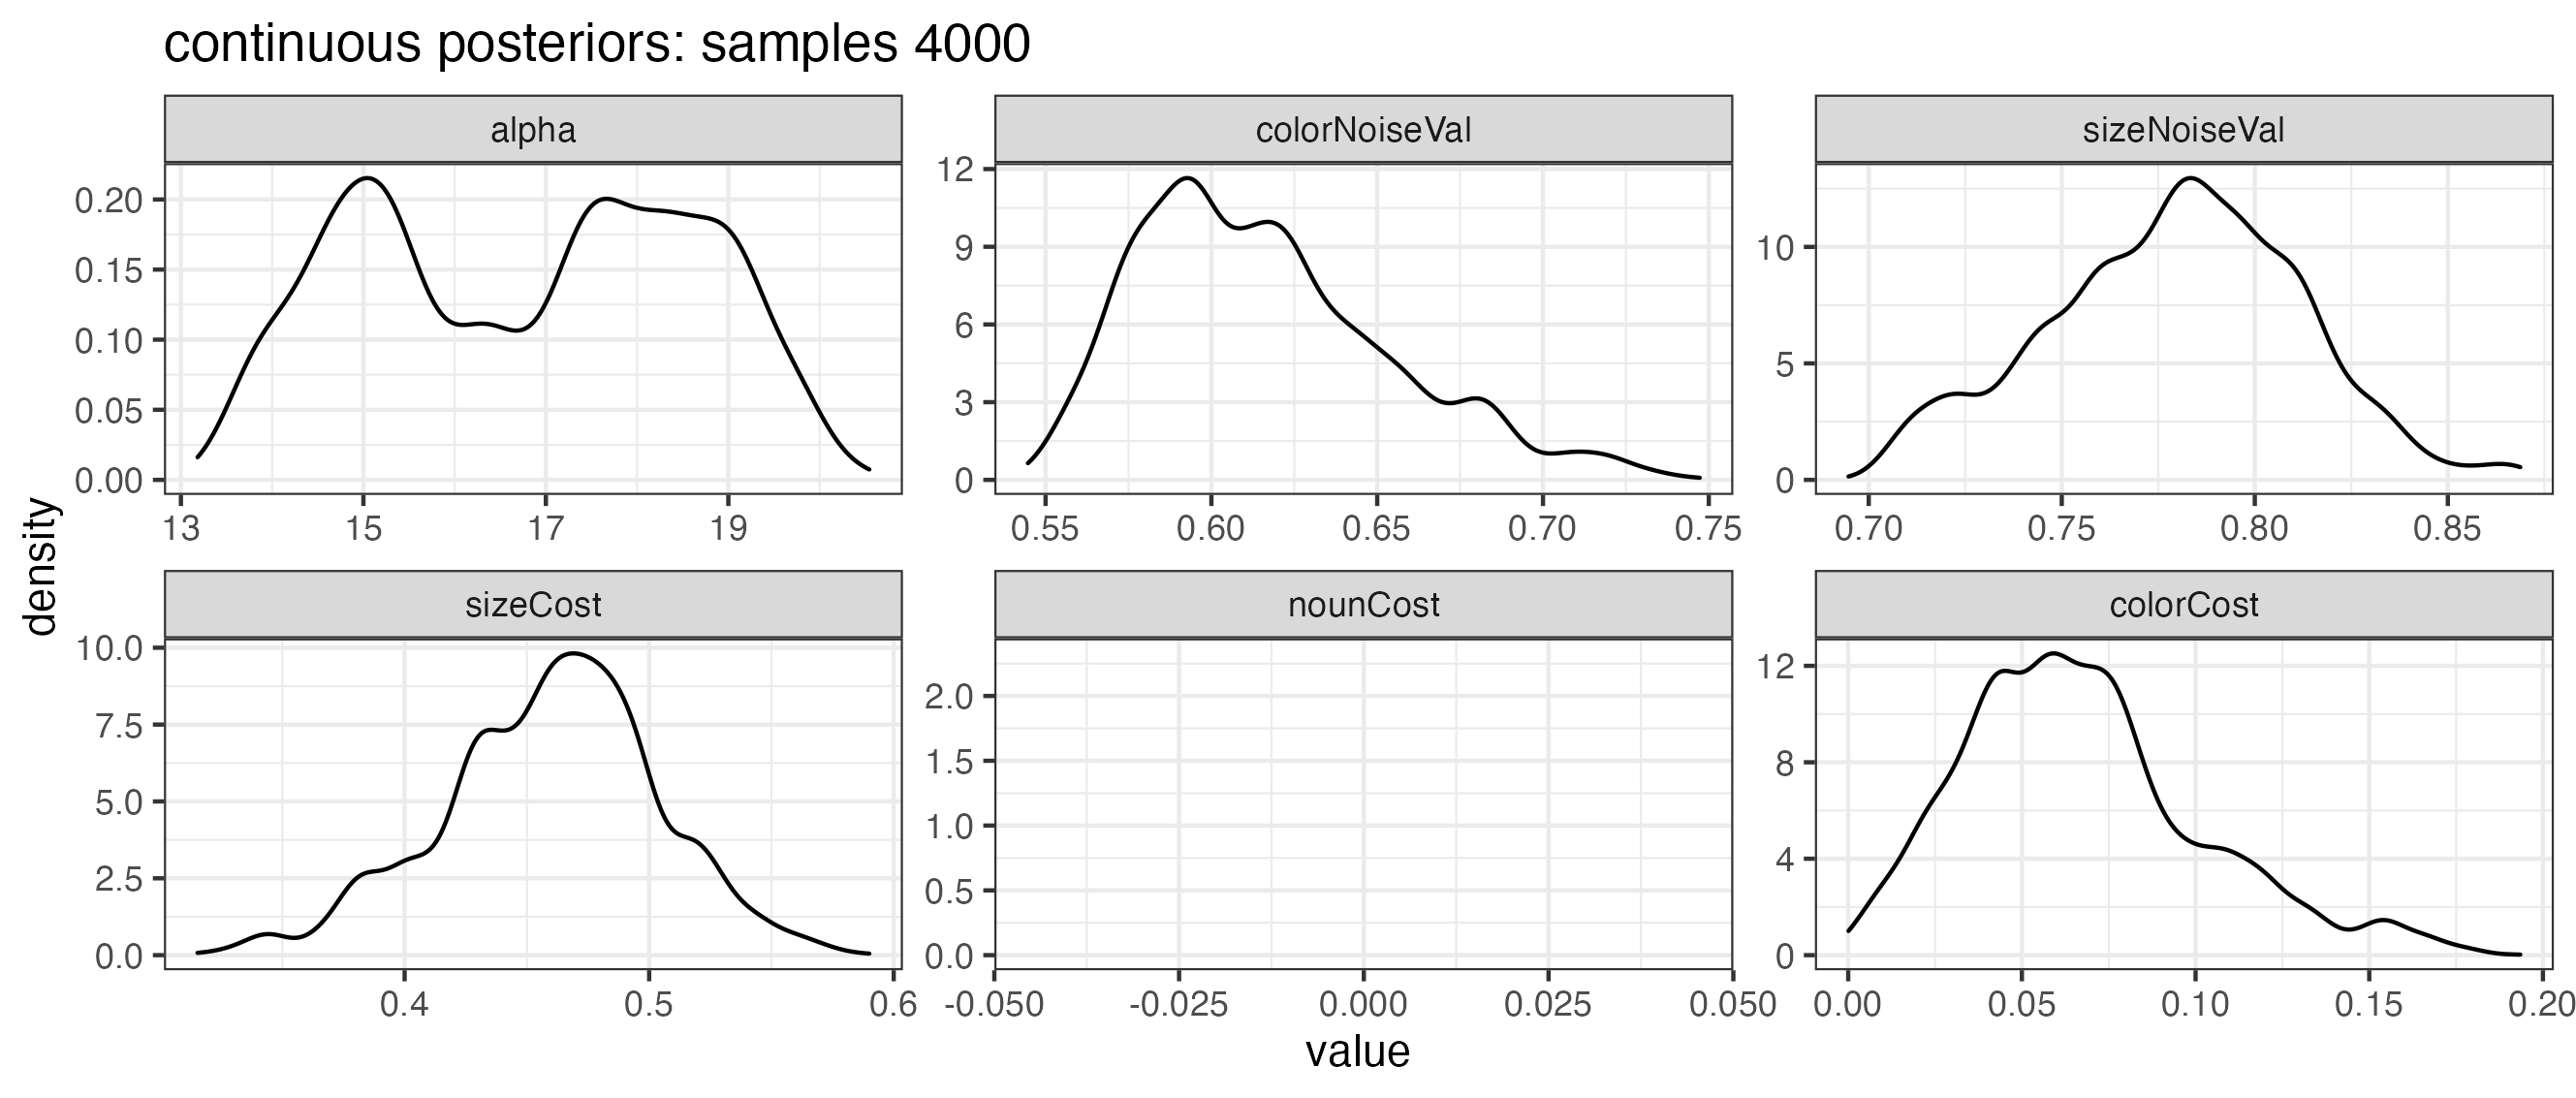 continuous posteriors: samples 4000
alpha
colorNoiseVal
sizeNoiseVal
0.20
0.15
0.10
0.05
0.00
13 15 17 19
12
9
6
3
0
0.55 0.60 0.65 0.70 0.75
10
5
0
0.70 0.75 0.80 0.85
density
sizeCost
nounCost
colorCost
10.0
7.5
5.0
2.5
0.0
0.4 0.5 0.6
2.0
1.5
1.0
0.5
0.0
-0.050 -0.025 0.000 0.025 0.050
12
8
4
0
0.00 0.05 0.10 0.15 0.20
value